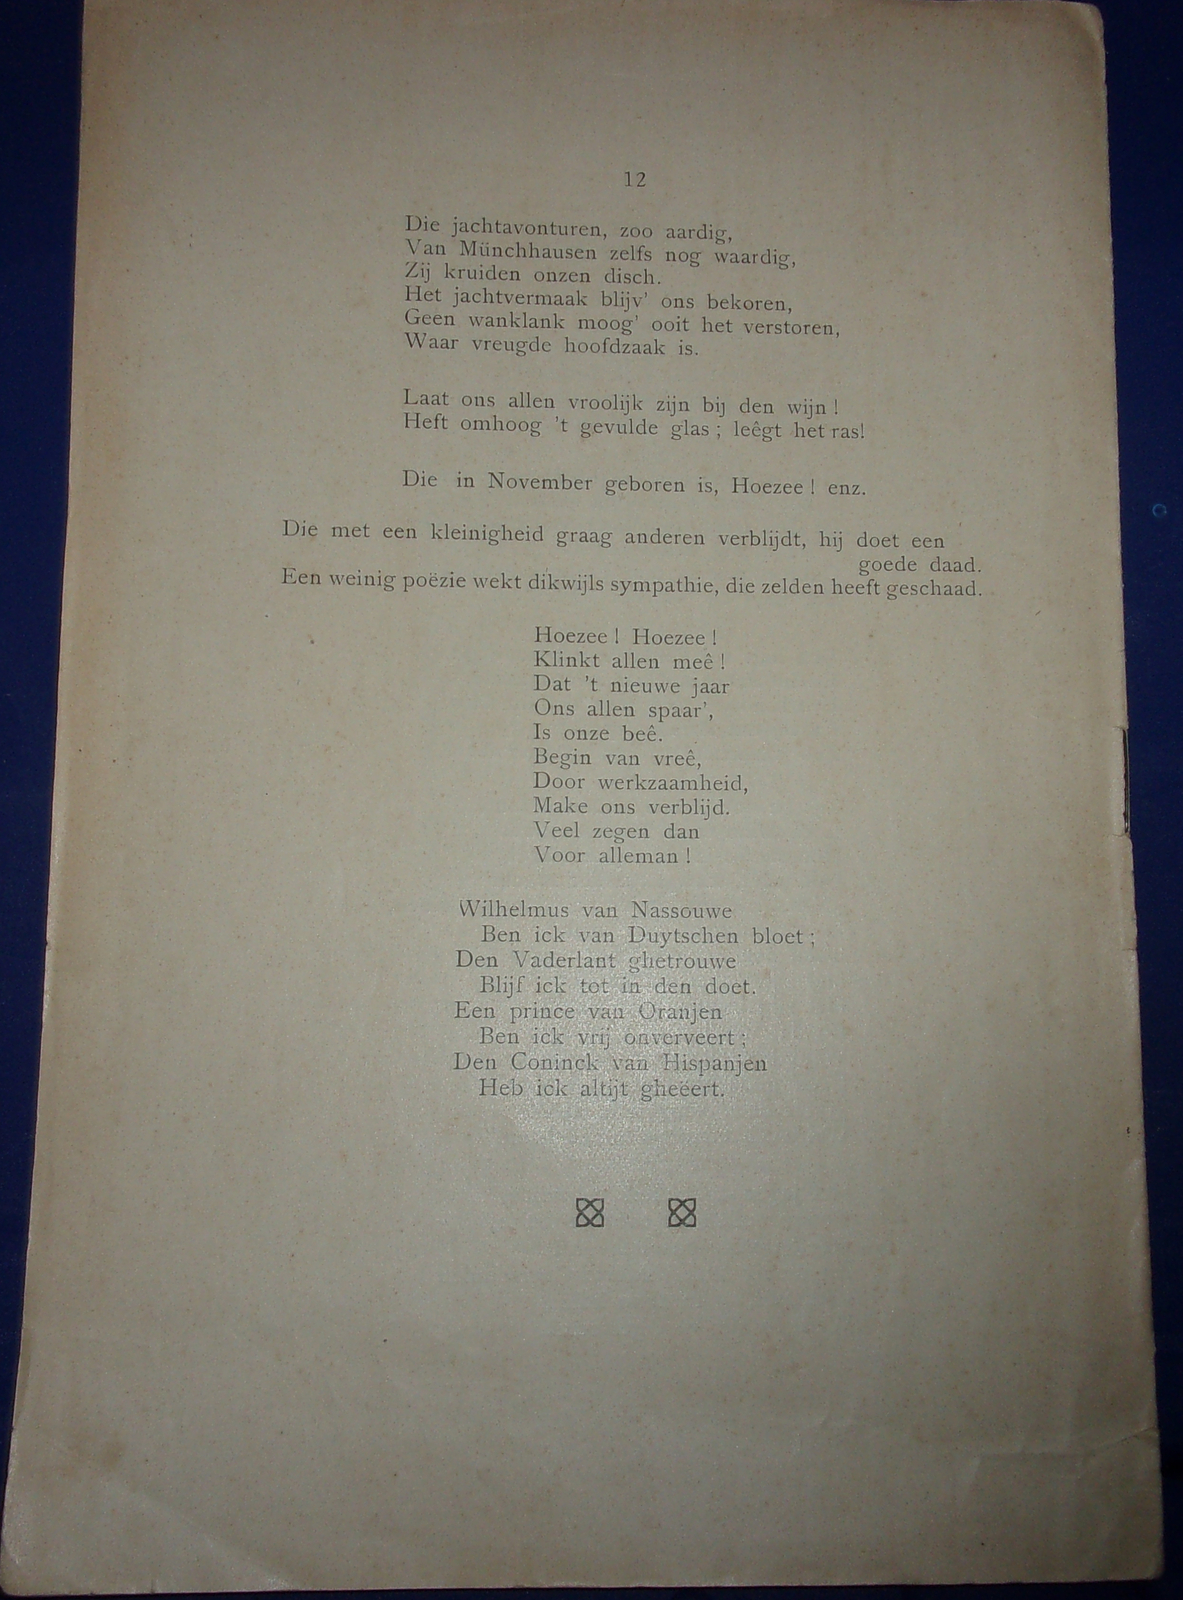 12
Die jachtavonturen, zoo aardig,
Van Münchhausen zelfs nog waardig,
Zij kruiden onzen disch.
Het jachtvermaak blijv' ons bekoren,
Geen wanklank moog' ooit het verstoren,
Waar vreugde hoofdzaak is.
Laat ons allen vroolijk zijn bij den wijn !
Heft omhoog 't gevulde glas ; leêgt het ras!
Die in November geboren is, Hoezee ! enz.
Die met een kleinigheid graag anderen verblijdt, hij doet een
goede daad.
Een weinig poëzie wekt dikwijls sympathie, die zelden heeft geschaad.
Hoezee ! Hoezee !
Klinkt allen meê !
Dat 't nieuwe jaar
Ons allen spaar',
Is onze beê.
Begin van vreê,
Door werkzaamheid,
Make ons verblijd.
Veel zegen dan
Voor alleman !
Wilhelmus van Nassouwe
Ben ick van Duytschen bloet ;
Den Vaderlant ghetrouwe
Blijf ick tot in den doet.
Een prince van Oranjen
Ben ick vrij onverveert ;
Den Coninck van Hispanjen
Heb ick altijt gheëert.